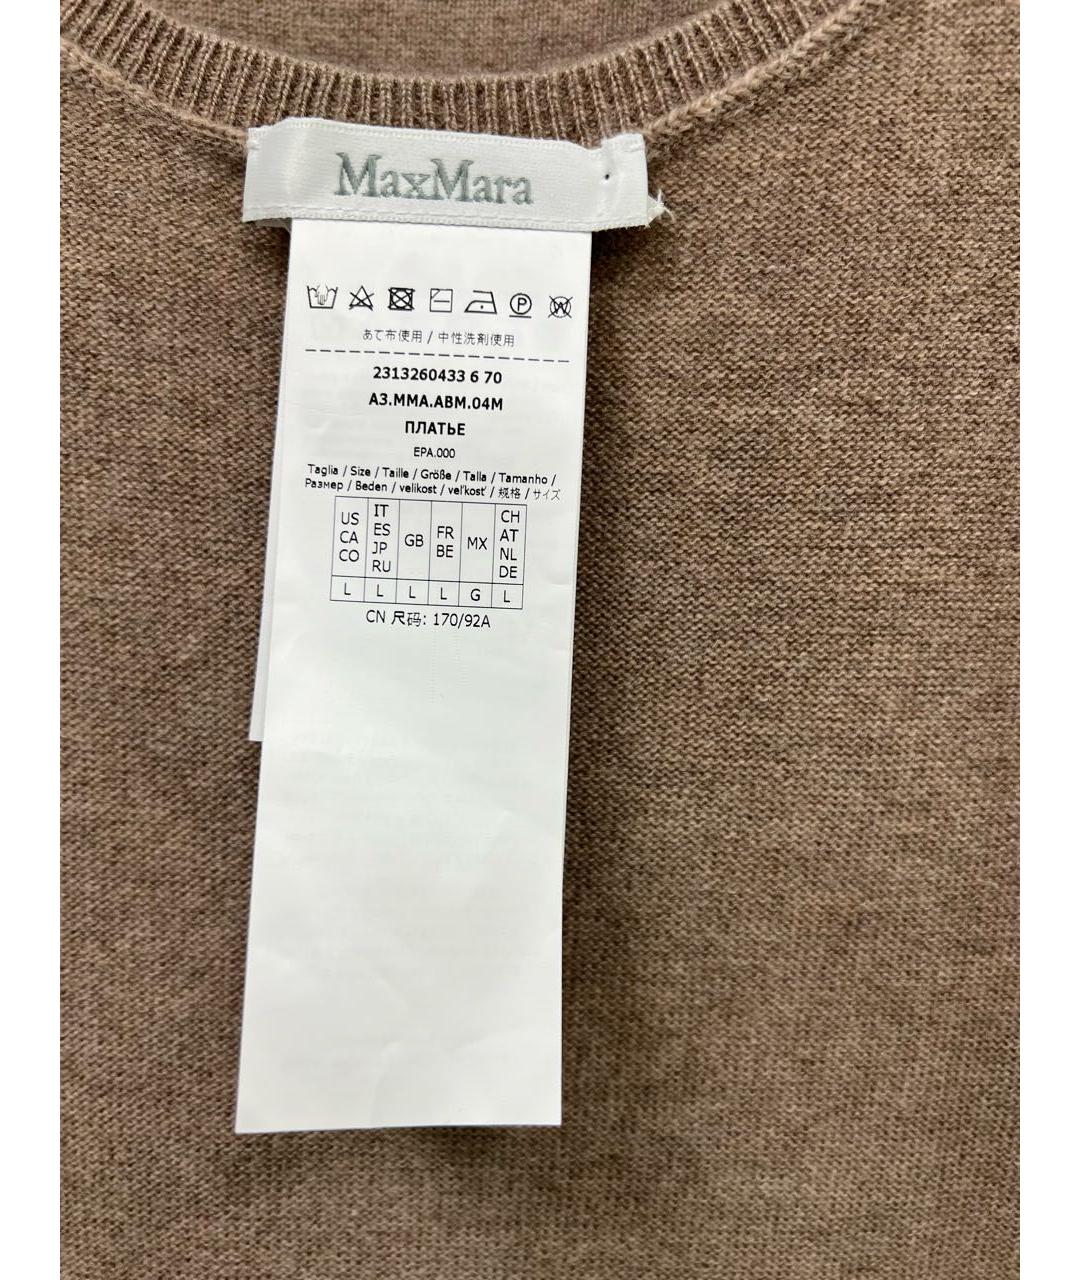 MaxMara
あて布使用 / 中性洗剤使用
2313260433 6 70
A3.MMA.ABM.04M
ПЛАТЬЕ
EPA.000
Taglia / Size / Taille / Größe / Talla / Tamanho /
Размер / Beden / velikost / veľkosť / 规格 / サイズ
US CA CO IT ES JP RU GB FR BE MX CH AT NL DE
L L L L G L
CN 尺码: 170/92A